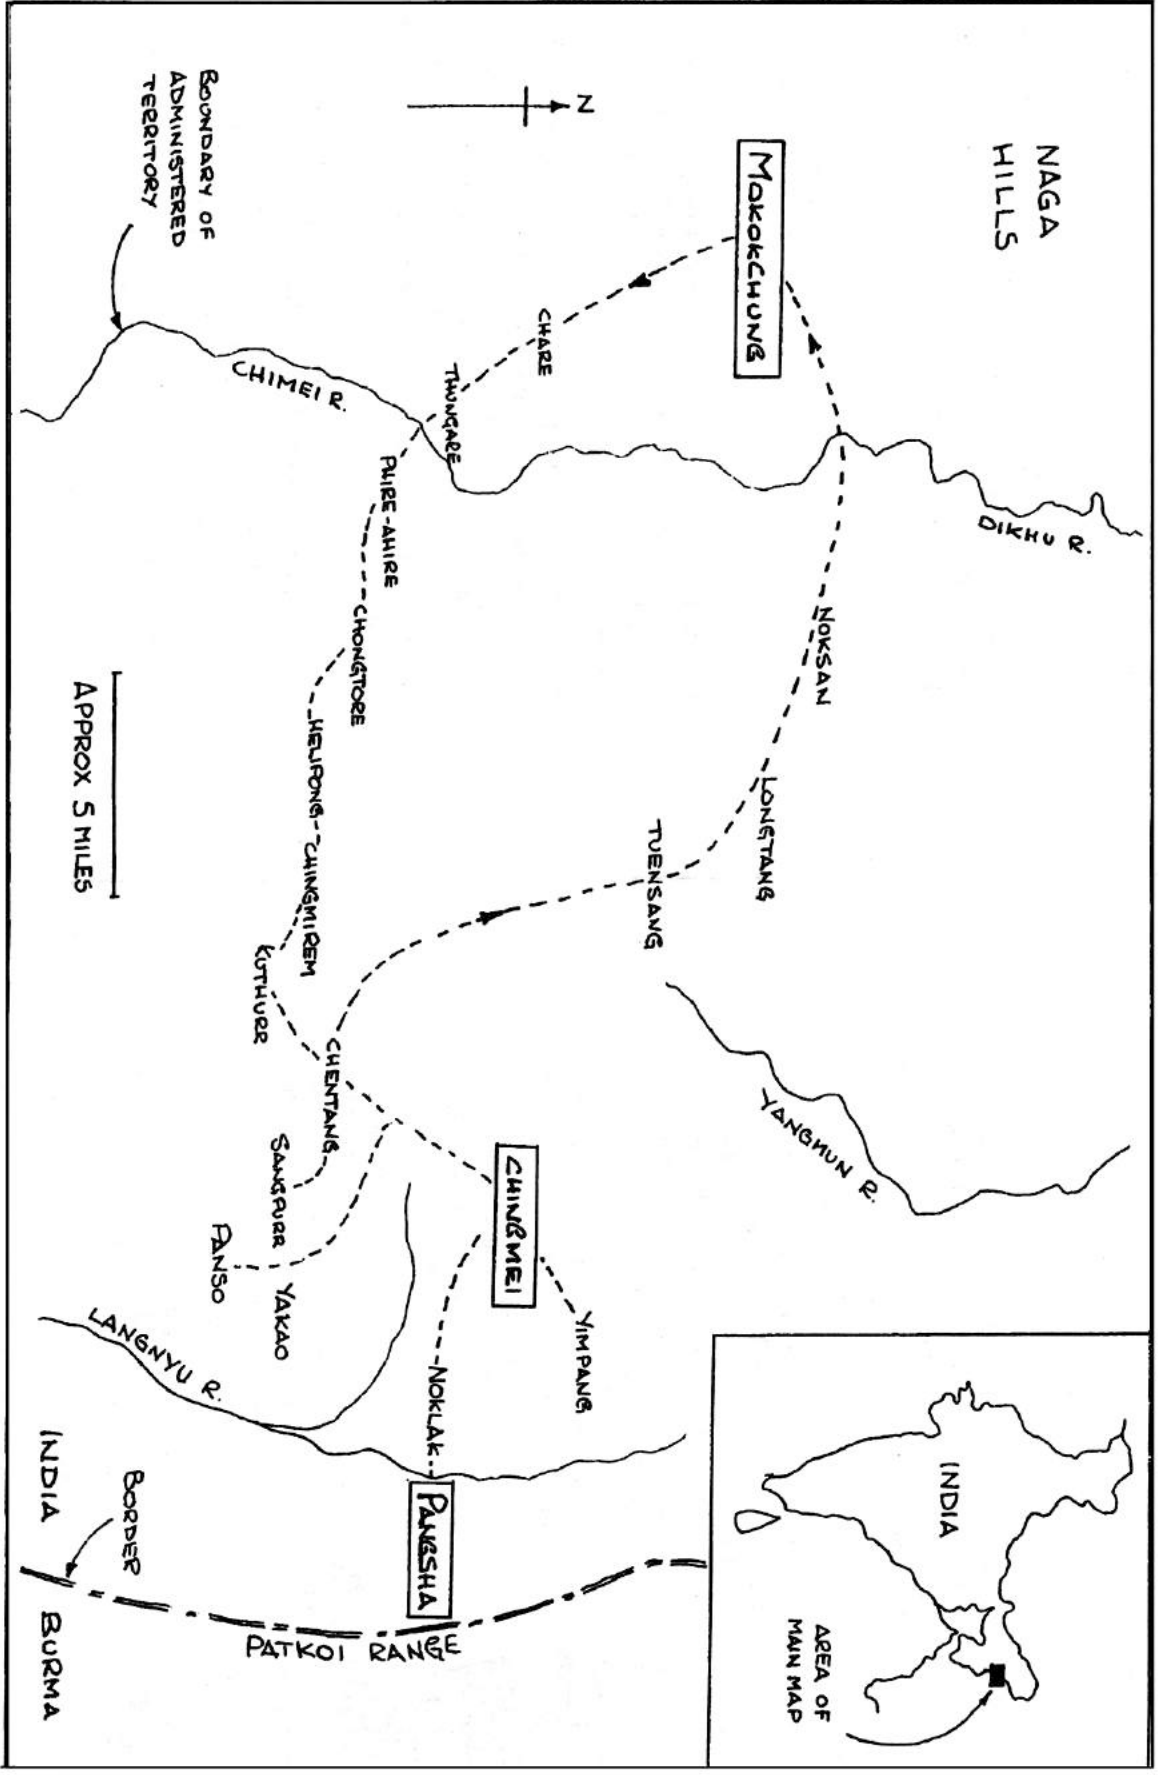 NAGA
HILLS
DIKHU R.
INDIA
AREA OF
MAIN MAP
MOKOKCHUNG
NOKSAN
LONGTANG
YANGMUN R.
TUENSANG
YIMPANG
N
CHARE
CHINGMEI
THUNGARE
NOKLAK
PANGSHA
PHIRE-AHIRE
CHONGTORE
HELIPONG
CHINGMIREM
CHENTANG
KUTHURR
SANGPURR
YAKAO
PATKOI RANGE
CHIMEI R.
PANSO
BOUNDARY OF
ADMINISTERED
TERRITORY
LANGNYU R.
BORDER
APPROX 5 MILES
INDIA
BURMA